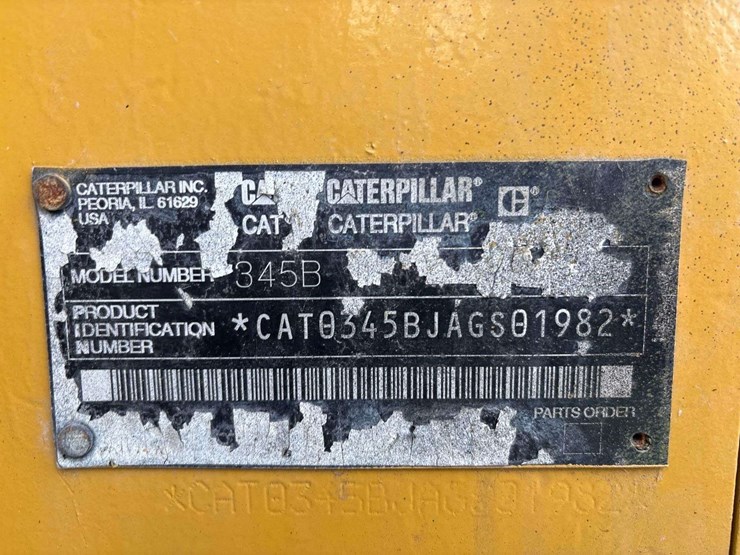 CATERPILLAR INC.
PEORIA, IL 61629
USA
CAT CATERPILLAR®
CAT CATERPILLAR®
MODEL NUMBER 345B
PRODUCT
IDENTIFICATION
NUMBER
*CAT0345BJAGS01982*
PARTS ORDER
*CAT0345BJAGS01982*